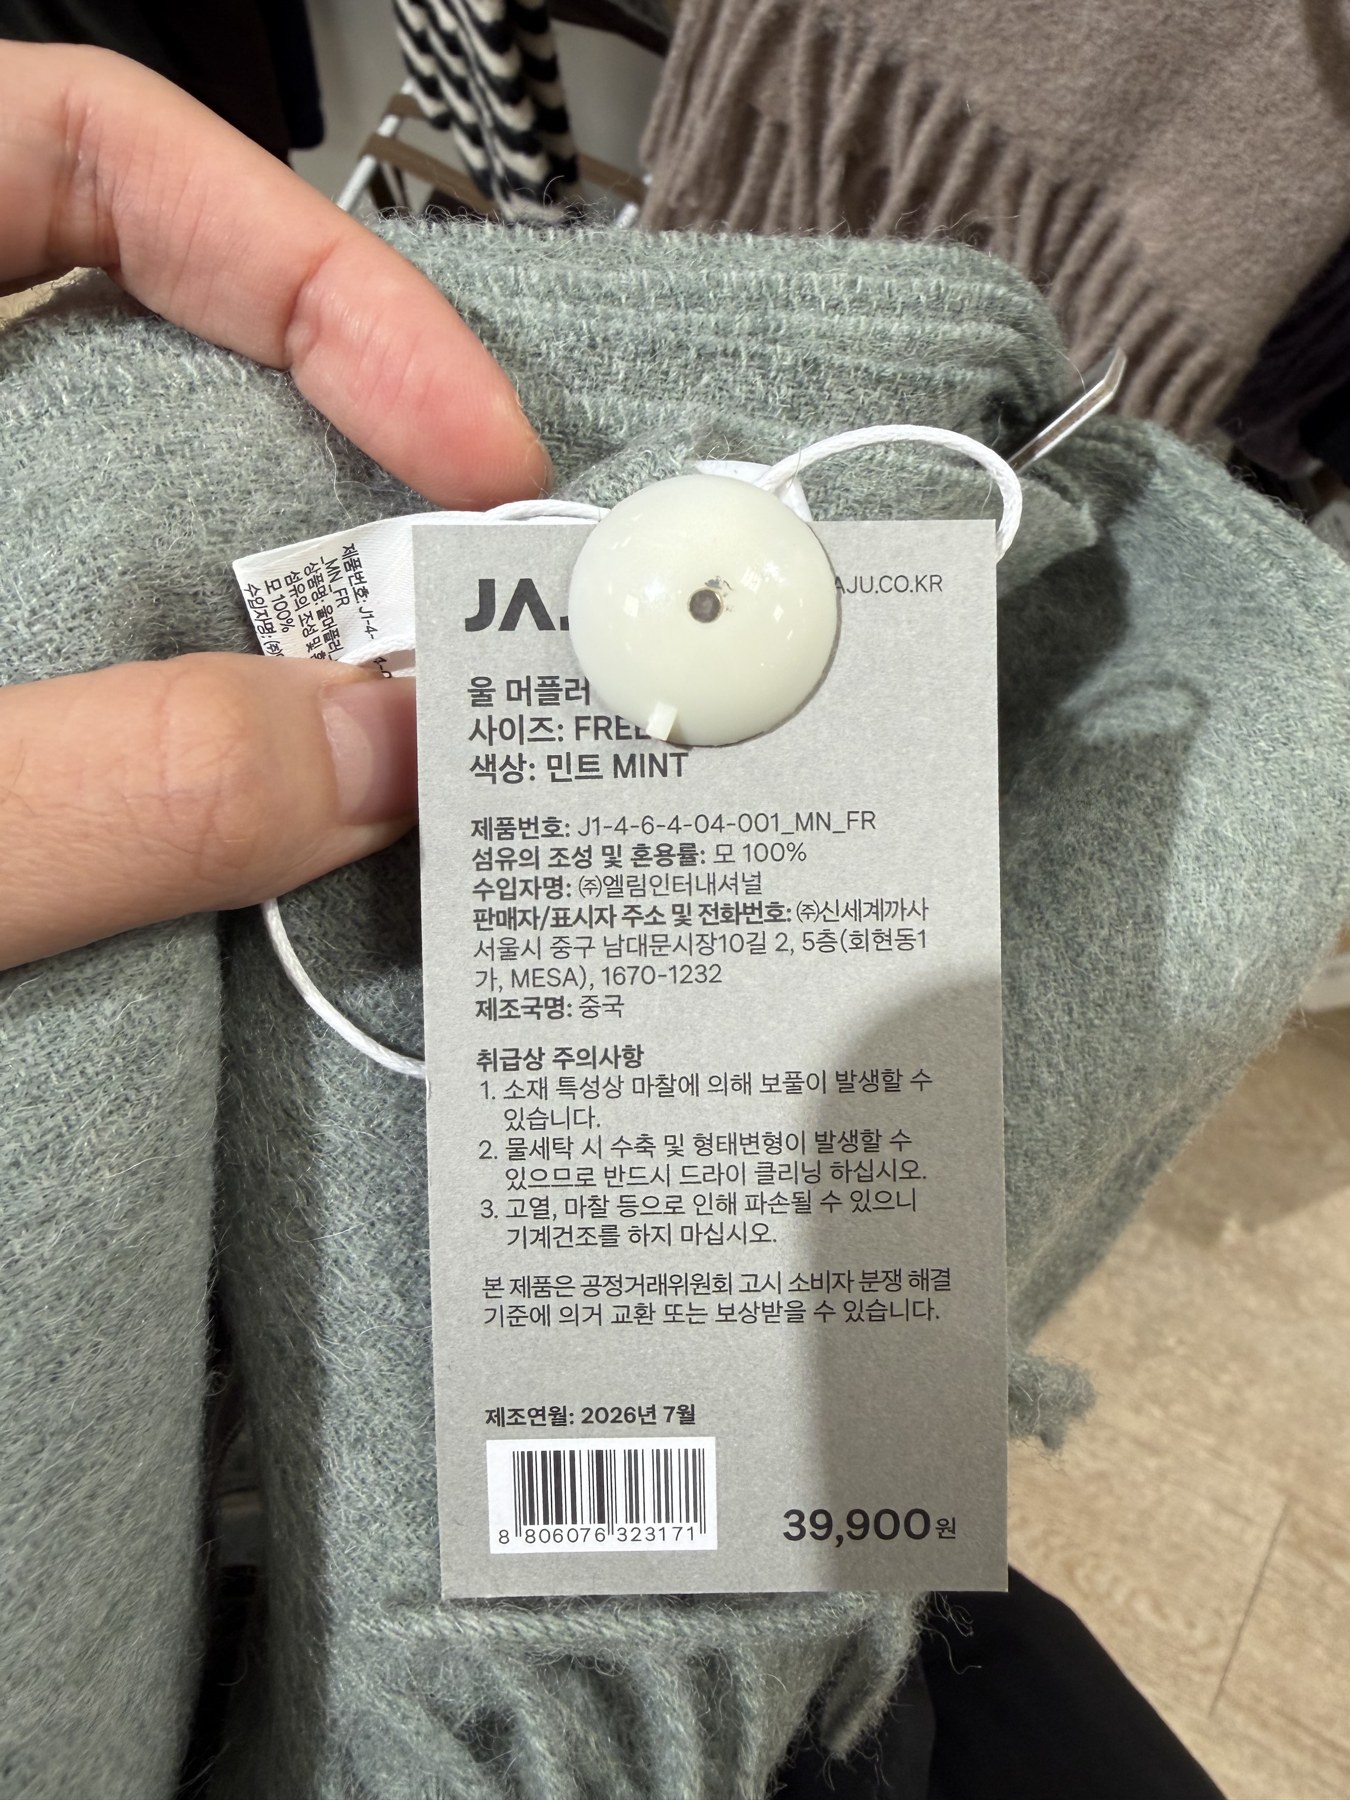 제품번호: J1-4-
_MN_FR
섬유의 조성 및
모 100%
수입자명: ㈜
AJU.CO.KR
울 머플러
사이즈: FREE
색상: 민트 MINT
제품번호: J1-4-6-4-04-001_MN_FR
섬유의 조성 및 혼용률: 모 100%
수입자명: ㈜엘림인터내셔널
판매자/표시자 주소 및 전화번호: ㈜신세계까사
서울시 중구 남대문시장10길 2, 5층(회현동1
가, MESA), 1670-1232
제조국명: 중국
취급상 주의사항
1. 소재 특성상 마찰에 의해 보풀이 발생할 수
있습니다.
2. 물세탁 시 수축 및 형태변형이 발생할 수
있으므로 반드시 드라이 클리닝 하십시오.
3. 고열, 마찰 등으로 인해 파손될 수 있으니
기계건조를 하지 마십시오.
본 제품은 공정거래위원회 고시 소비자 분쟁 해결
기준에 의거 교환 또는 보상받을 수 있습니다.
제조연월: 2026년 7월
8 806076 323171
39,900원